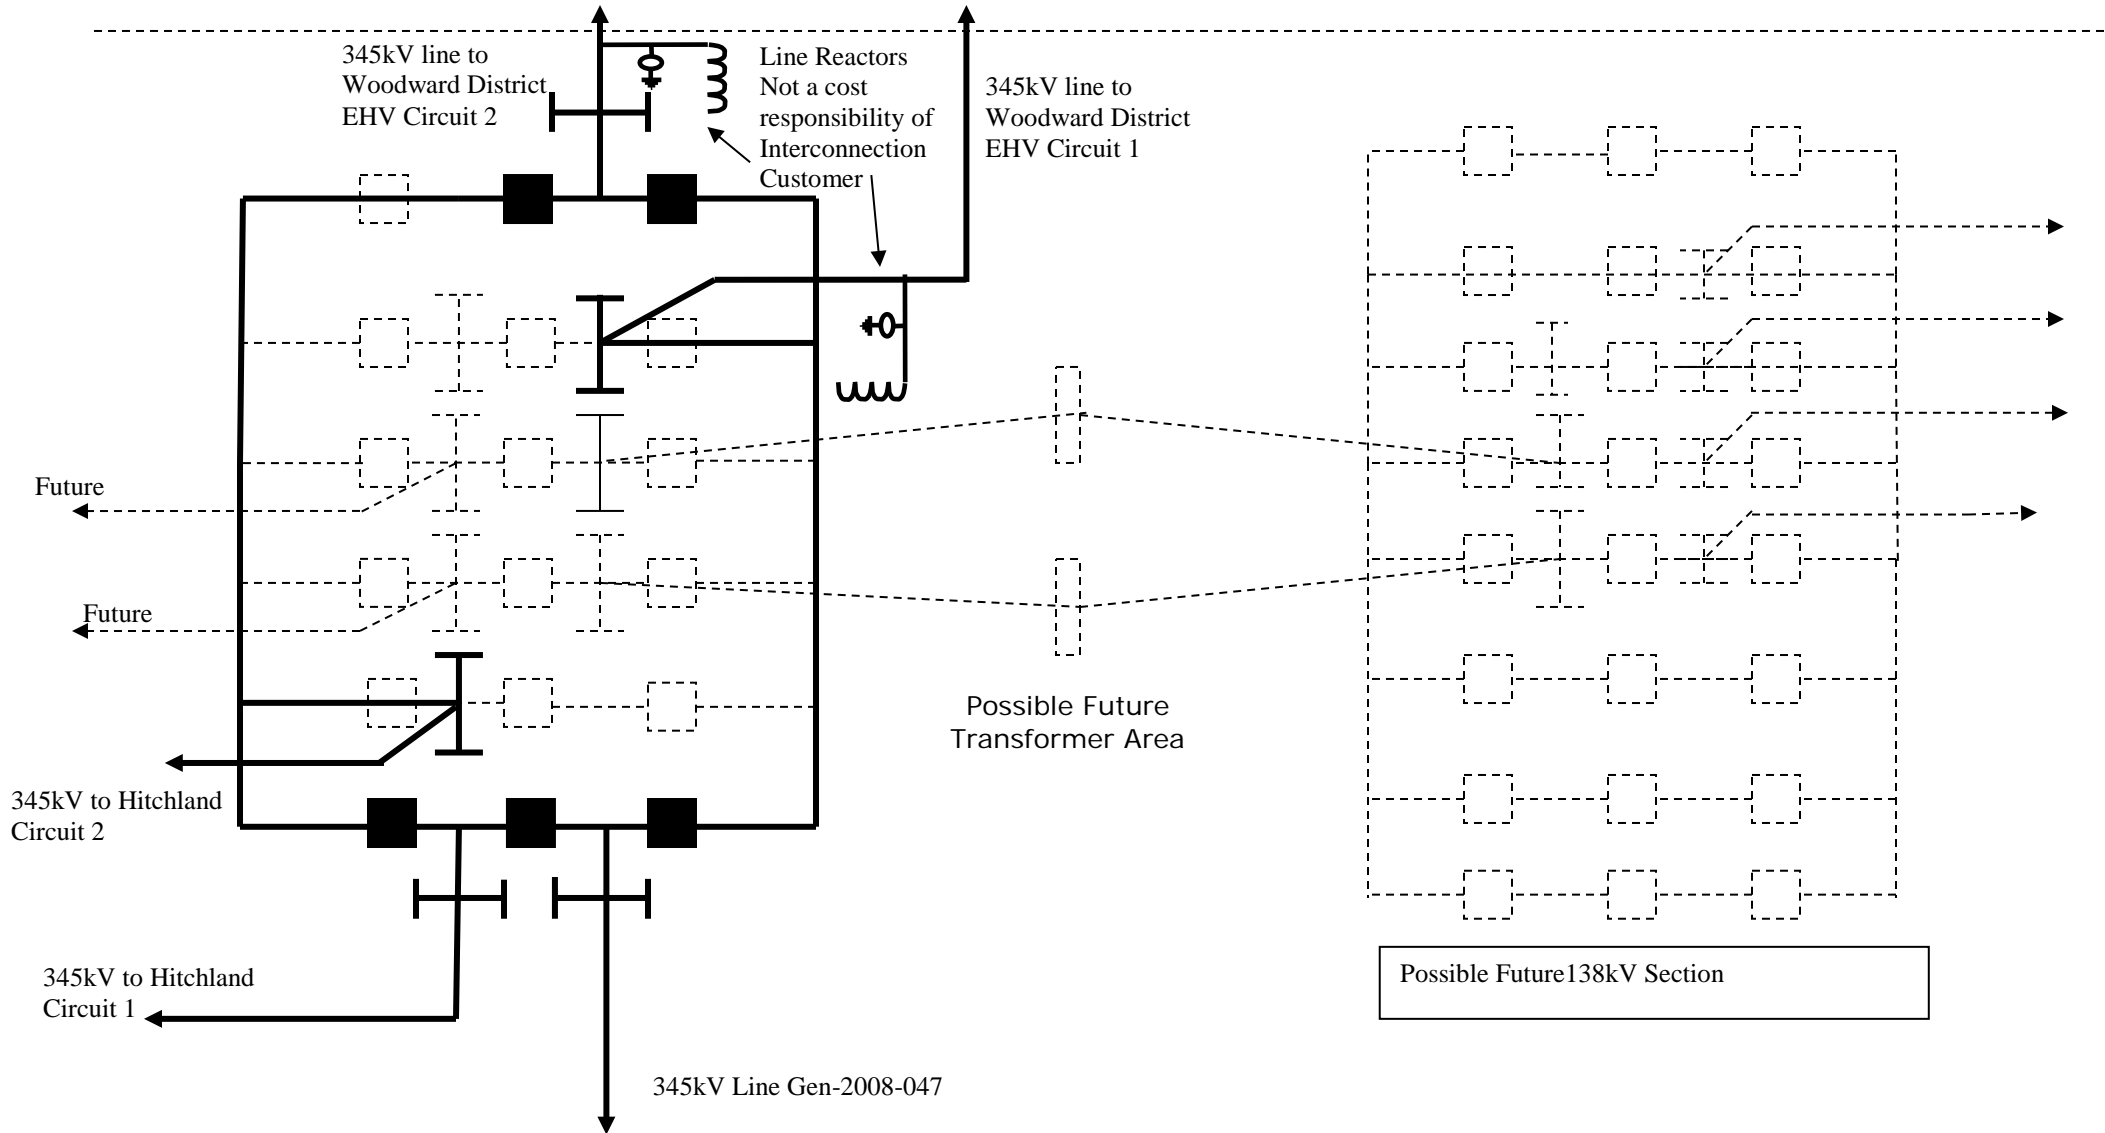 345kV line to
Woodward District
EHV Circuit 2
Line Reactors
Not a cost
responsibility of
Interconnection
Customer
345kV line to
Woodward District
EHV Circuit 1
Future
Future
Possible Future
Transformer Area
345kV to Hitchland
Circuit 2
345kV to Hitchland
Circuit 1
Possible Future138kV Section
345kV Line Gen-2008-047